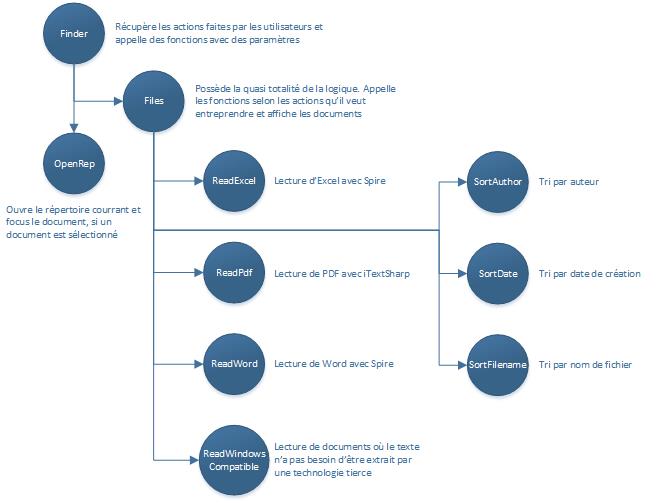 Finder
Récupère les actions faites par les utilisateurs et
appelle des fonctions avec des paramètres
Files
Possède la quasi totalité de la logique. Appelle
les fonctions selon les actions qu'il veut
entreprendre et affiche les documents
OpenRep
Ouvre le répertoire courrant et
focus le document, si un
document est sélectionné
ReadExcel
Lecture d'Excel avec Spire
SortAuthor
Tri par auteur
ReadPdf
Lecture de PDF avec iTextSharp
SortDate
Tri par date de création
ReadWord
Lecture de Word avec Spire
SortFilename
Tri par nom de fichier
ReadWindows
Compatible
Lecture de documents où le texte
n'a pas besoin d'être extrait par
une technologie tierce